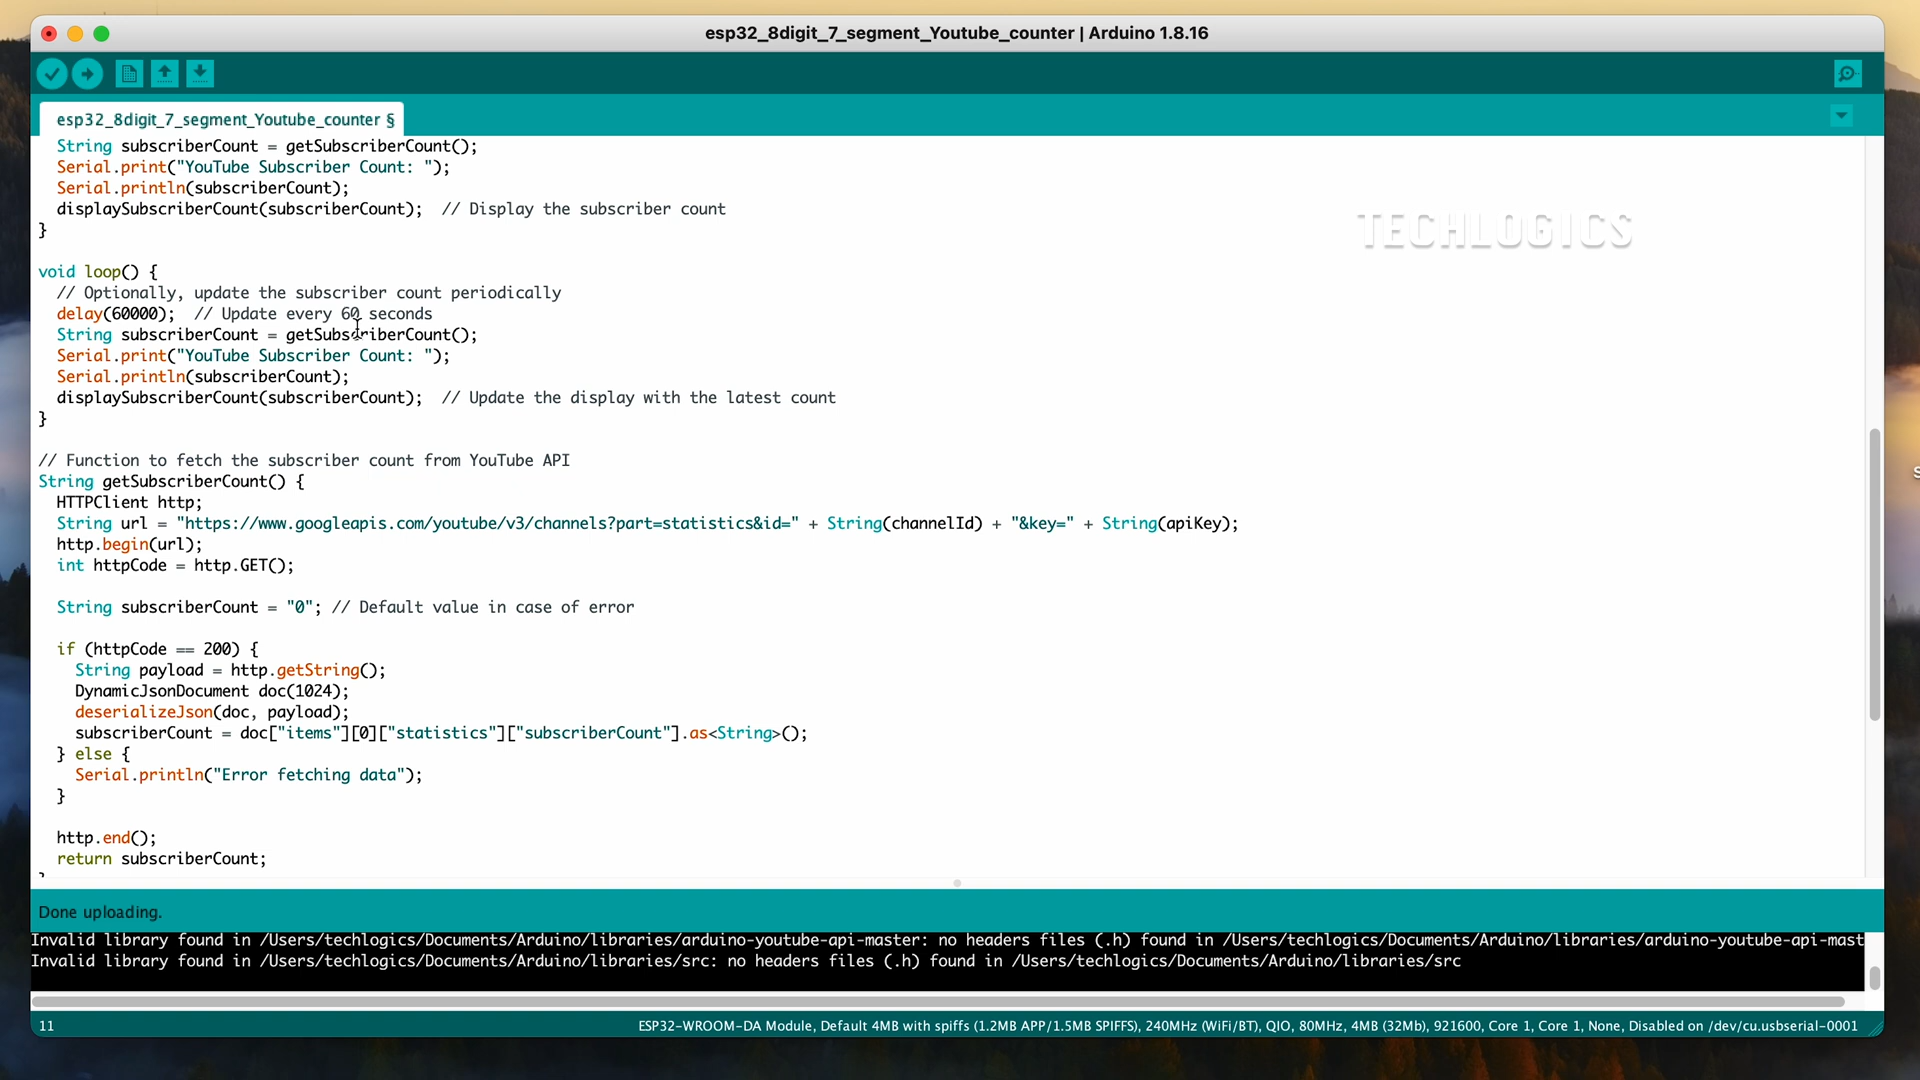 esp32_8digit_7_segment_Youtube_counter | Arduino 1.8.16
esp32_8digit_7_segment_Youtube_counter §
String subscriberCount = getSubscriberCount();
Serial.print("YouTube Subscriber Count: ");
Serial.println(subscriberCount);
displaySubscriberCount(subscriberCount);  // Display the subscriber count
}
TECHLOGICS
void loop() {
// Optionally, update the subscriber count periodically
delay(60000);  // Update every 60 seconds
String subscriberCount = getSubscriberCount();
Serial.print("YouTube Subscriber Count: ");
Serial.println(subscriberCount);
displaySubscriberCount(subscriberCount);  // Update the display with the latest count
}
// Function to fetch the subscriber count from YouTube API
String getSubscriberCount() {
HTTPClient http;
String url = "https://www.googleapis.com/youtube/v3/channels?part=statistics&id=" + String(channelId) + "&key=" + String(apiKey);
http.begin(url);
int httpCode = http.GET();
String subscriberCount = "0"; // Default value in case of error
if (httpCode == 200) {
String payload = http.getString();
DynamicJsonDocument doc(1024);
deserializeJson(doc, payload);
subscriberCount = doc["items"][0]["statistics"]["subscriberCount"].as<String>();
} else {
Serial.println("Error fetching data");
}
http.end();
return subscriberCount;
Done uploading.
Invalid library found in /Users/techlogics/Documents/Arduino/libraries/arduino-youtube-api-master: no headers files (.h) found in /Users/techlogics/Documents/Arduino/libraries/arduino-youtube-api-mast
Invalid library found in /Users/techlogics/Documents/Arduino/libraries/src: no headers files (.h) found in /Users/techlogics/Documents/Arduino/libraries/src
11
ESP32-WROOM-DA Module, Default 4MB with spiffs (1.2MB APP/1.5MB SPIFFS), 240MHz (WiFi/BT), QIO, 80MHz, 4MB (32Mb), 921600, Core 1, Core 1, None, Disabled on /dev/cu.usbserial-0001